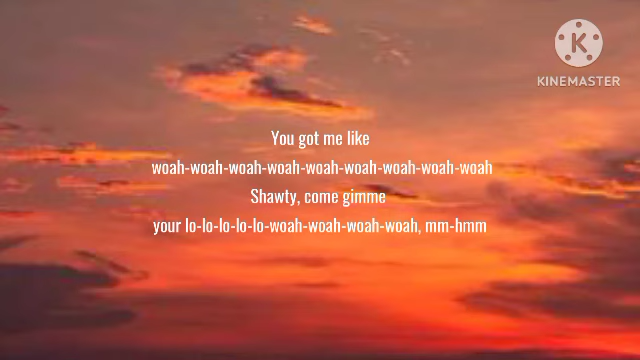 KINEMASTER
You got me like
woah-woah-woah-woah-woah-woah-woah-woah-woah
Shawty, come gimme
your lo-lo-lo-lo-lo-woah-woah-woah-woah, mm-hmm